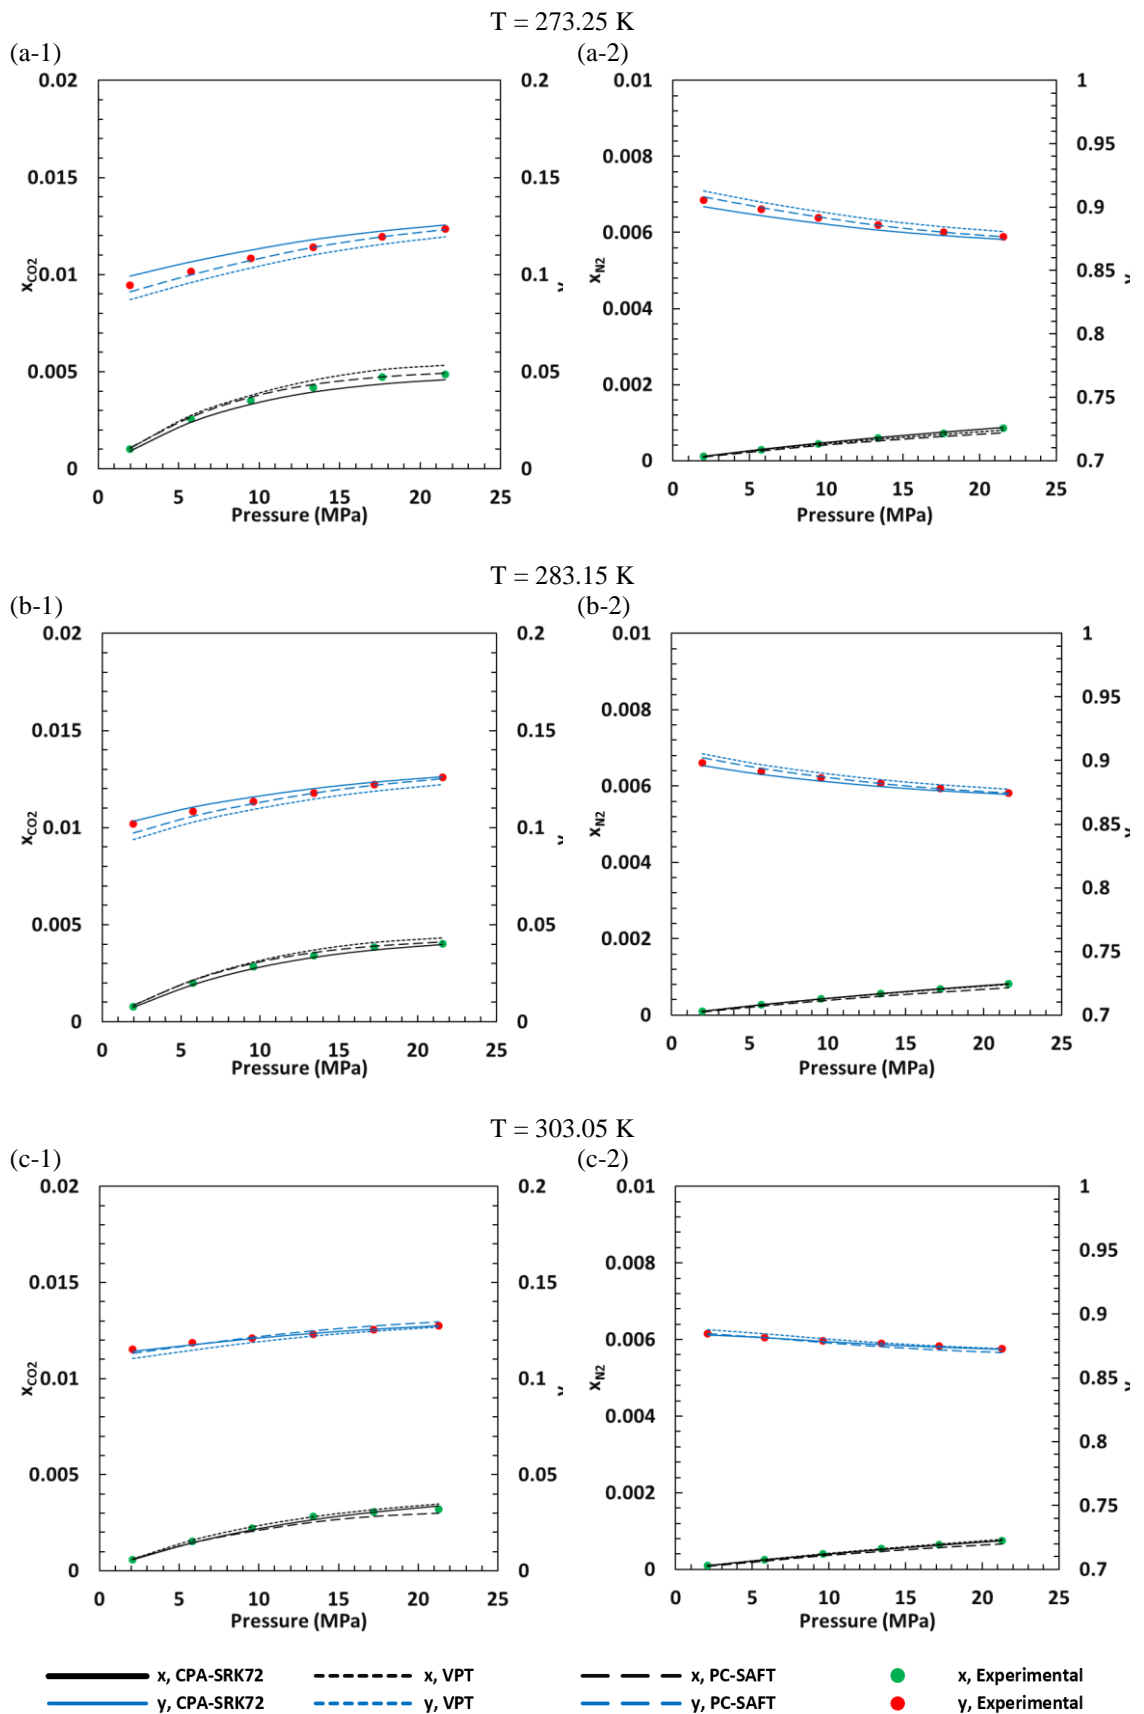 T = 273.25 K
(a-1)
0.02
0.015
0.01
0.005
0
xCO2
0.2
0.15
0.1
0.05
0
0 5 10 15 20 25
Pressure (MPa)
(a-2)
0.01
0.008
0.006
0.004
0.002
0
xN2
1
0.95
0.9
0.85
0.8
0.75
0.7
0 5 10 15 20 25
Pressure (MPa)
T = 283.15 K
(b-1)
0.02
0.015
0.01
0.005
0
xCO2
0.2
0.15
0.1
0.05
0
0 5 10 15 20 25
Pressure (MPa)
(b-2)
0.01
0.008
0.006
0.004
0.002
0
xN2
1
0.95
0.9
0.85
0.8
0.75
0.7
0 5 10 15 20 25
Pressure (MPa)
T = 303.05 K
(c-1)
0.02
0.015
0.01
0.005
0
xCO2
0.2
0.15
0.1
0.05
0
0 5 10 15 20 25
Pressure (MPa)
(c-2)
0.01
0.008
0.006
0.004
0.002
0
xN2
1
0.95
0.9
0.85
0.8
0.75
0.7
0 5 10 15 20 25
Pressure (MPa)
x, CPA-SRK72 x, VPT x, PC-SAFT x, Experimental
y, CPA-SRK72 y, VPT y, PC-SAFT y, Experimental